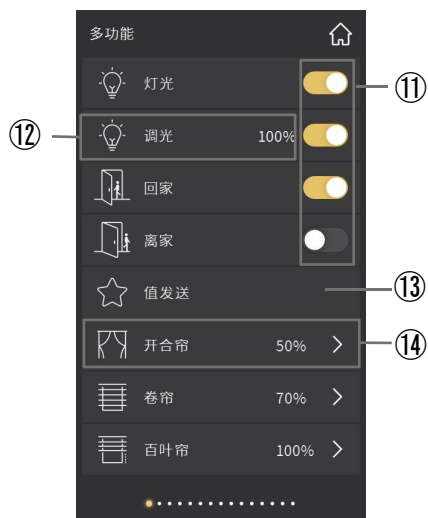 多功能
灯光
⑪
⑫
调光 100%
回家
离家
值发送
⑬
开合帘 50%
⑭
卷帘 70%
百叶帘 100%